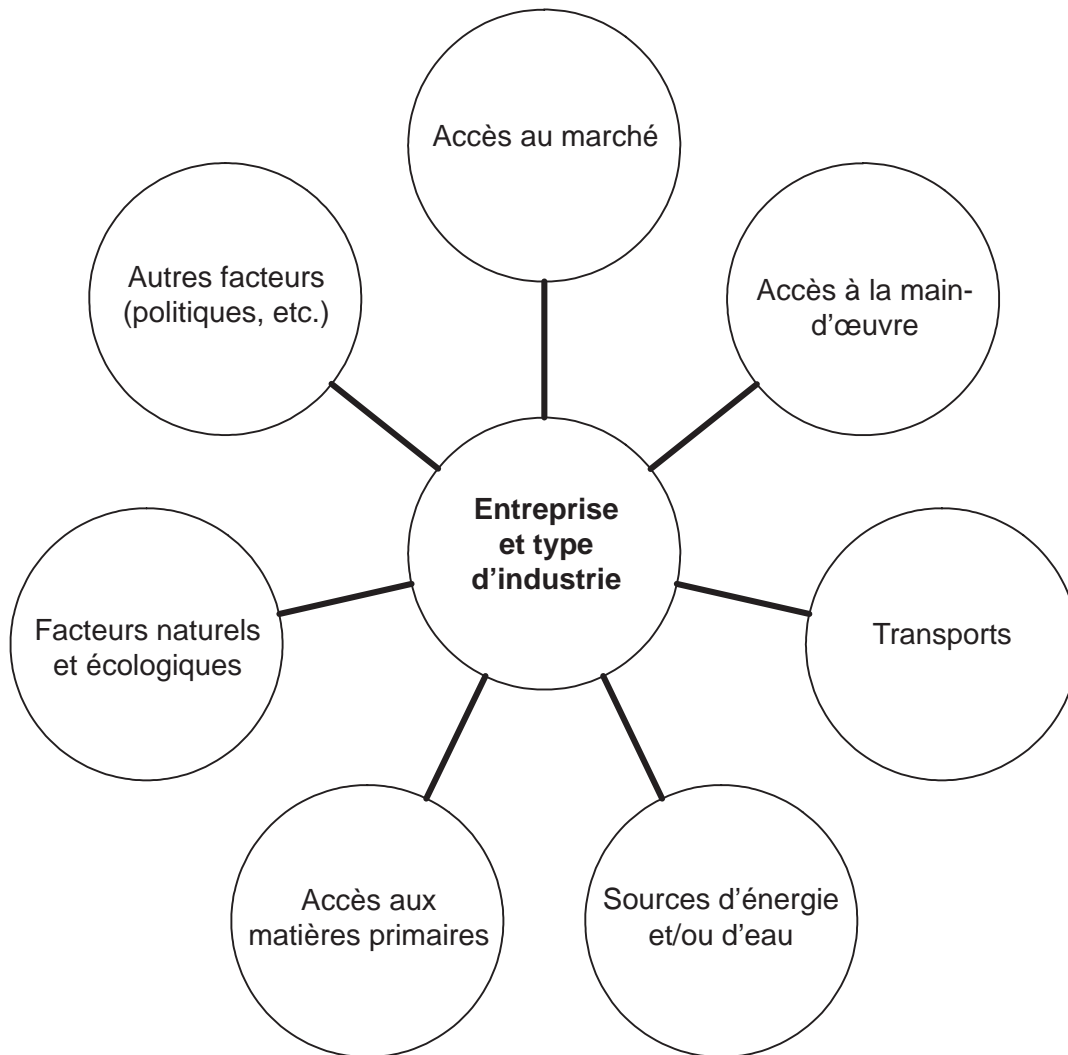 Accès au marché
Autres facteurs
(politiques, etc.)
Accès à la main-
d’œuvre
Entreprise
et type
d’industrie
Facteurs naturels
et écologiques
Transports
Accès aux
matières primaires
Sources d’énergie
et/ou d’eau